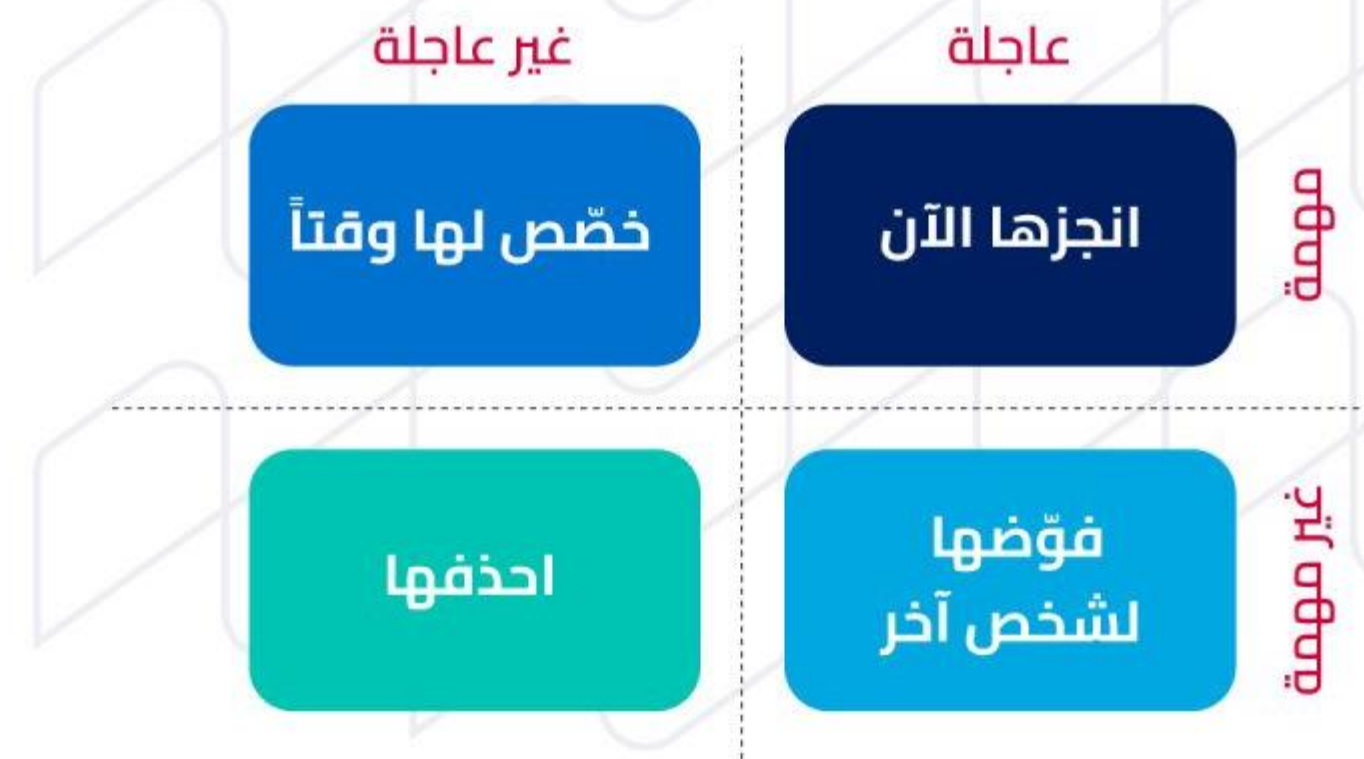 عاجلة
غير عاجلة
مهمة
انجزها الآن
خصّص لها وقتاً
غير مهمة
فوّضها
لشخص آخر
احذفها